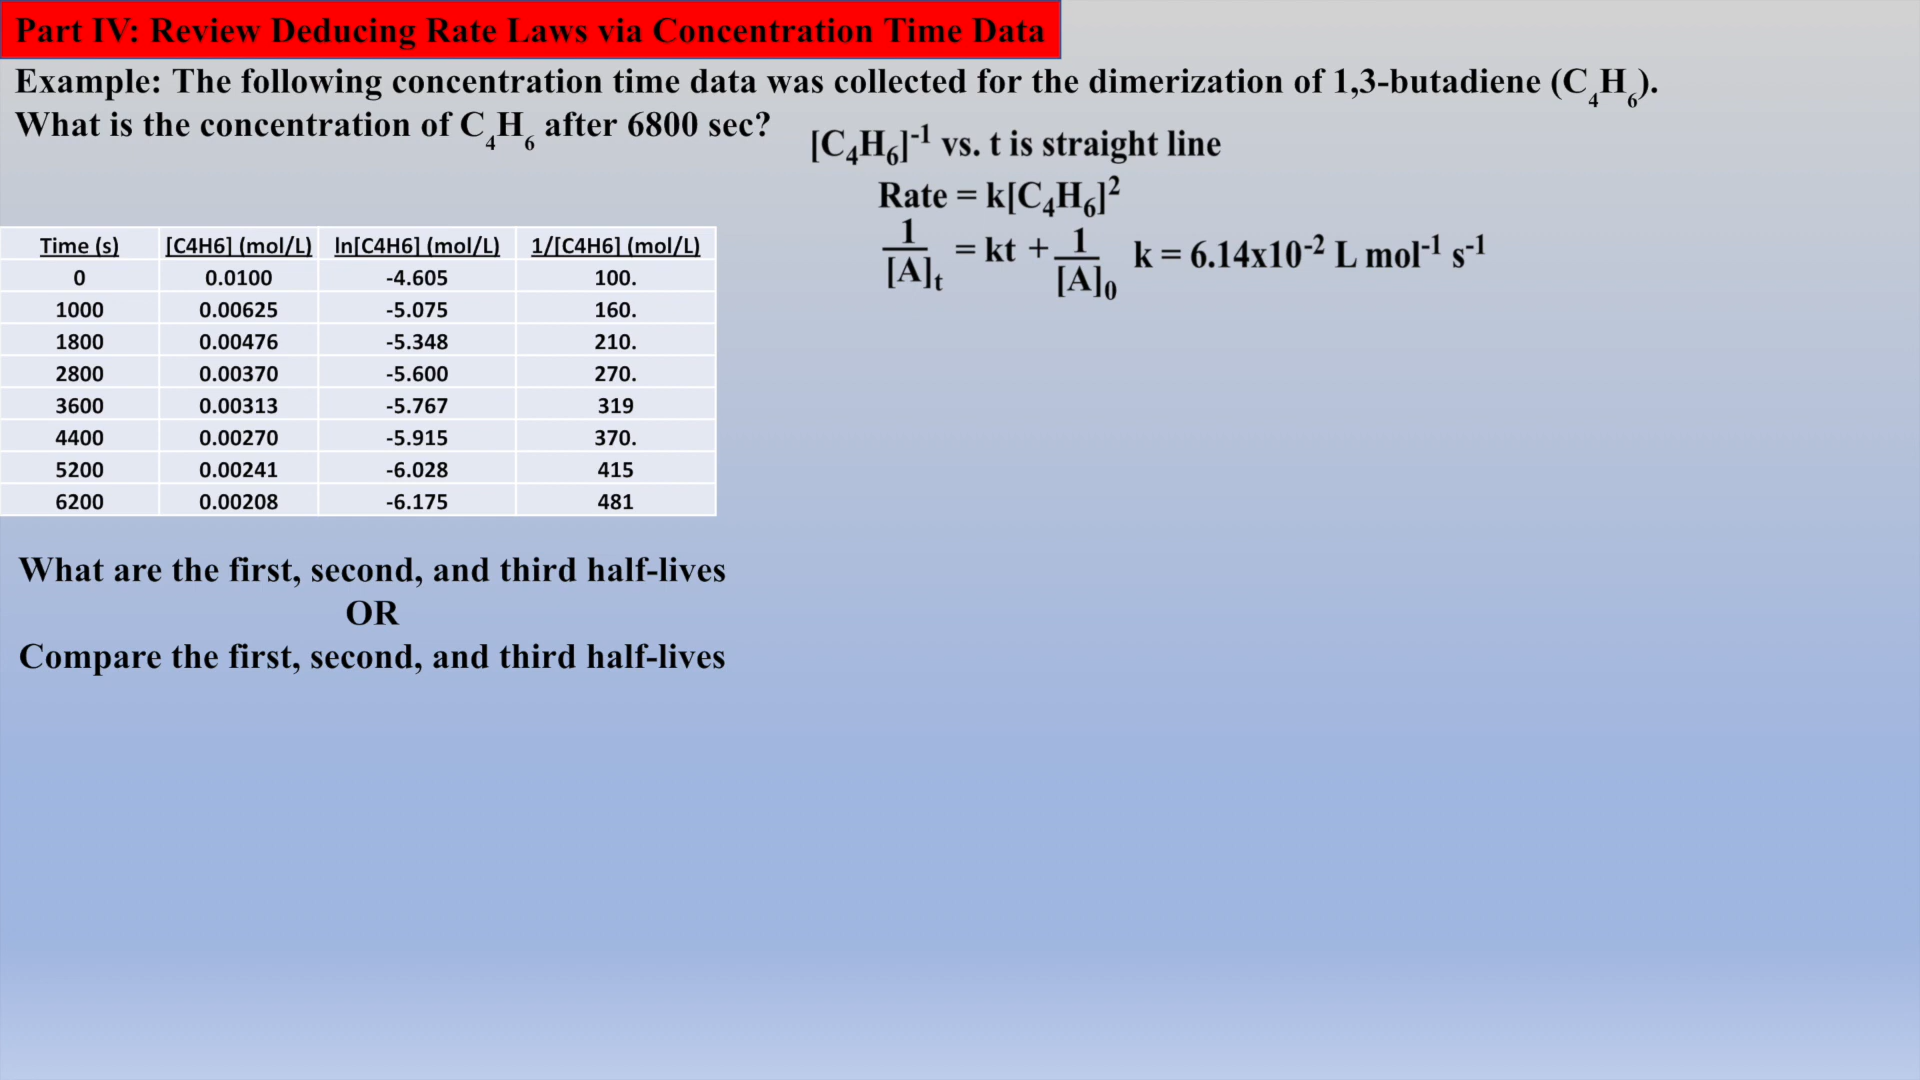 Part IV: Review Deducing Rate Laws via Concentration Time Data
Example: The following concentration time data was collected for the dimerization of 1,3-butadiene (C₄H₆).
What is the concentration of C₄H₆ after 6800 sec?
[C₄H₆]⁻¹ vs. t is straight line
Rate = k[C₄H₆]²
1/[A]ₜ = kt + 1/[A]₀ k = 6.14x10⁻² L mol⁻¹ s⁻¹
Time (s) [C4H6] (mol/L) ln[C4H6] (mol/L) 1/[C4H6] (mol/L)
0 0.0100 -4.605 100.
1000 0.00625 -5.075 160.
1800 0.00476 -5.348 210.
2800 0.00370 -5.600 270.
3600 0.00313 -5.767 319
4400 0.00270 -5.915 370.
5200 0.00241 -6.028 415
6200 0.00208 -6.175 481
What are the first, second, and third half-lives
OR
Compare the first, second, and third half-lives